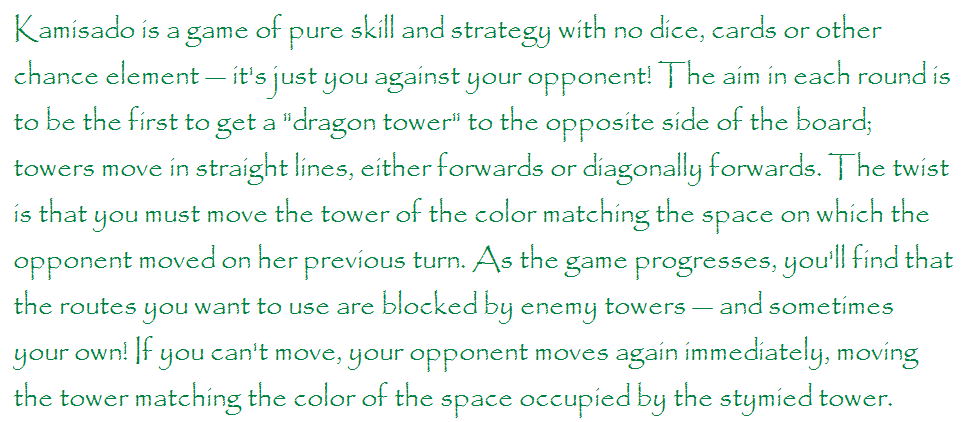 Kamisado is a game of pure skill and strategy with no dice, cards or other
chance element — it's just you against your opponent! The aim in each round is
to be the first to get a "dragon tower" to the opposite side of the board;
towers move in straight lines, either forwards or diagonally forwards. The twist
is that you must move the tower of the color matching the space on which the
opponent moved on her previous turn. As the game progresses, you'll find that
the routes you want to use are blocked by enemy towers — and sometimes
your own! If you can't move, your opponent moves again immediately, moving
the tower matching the color of the space occupied by the stymied tower.